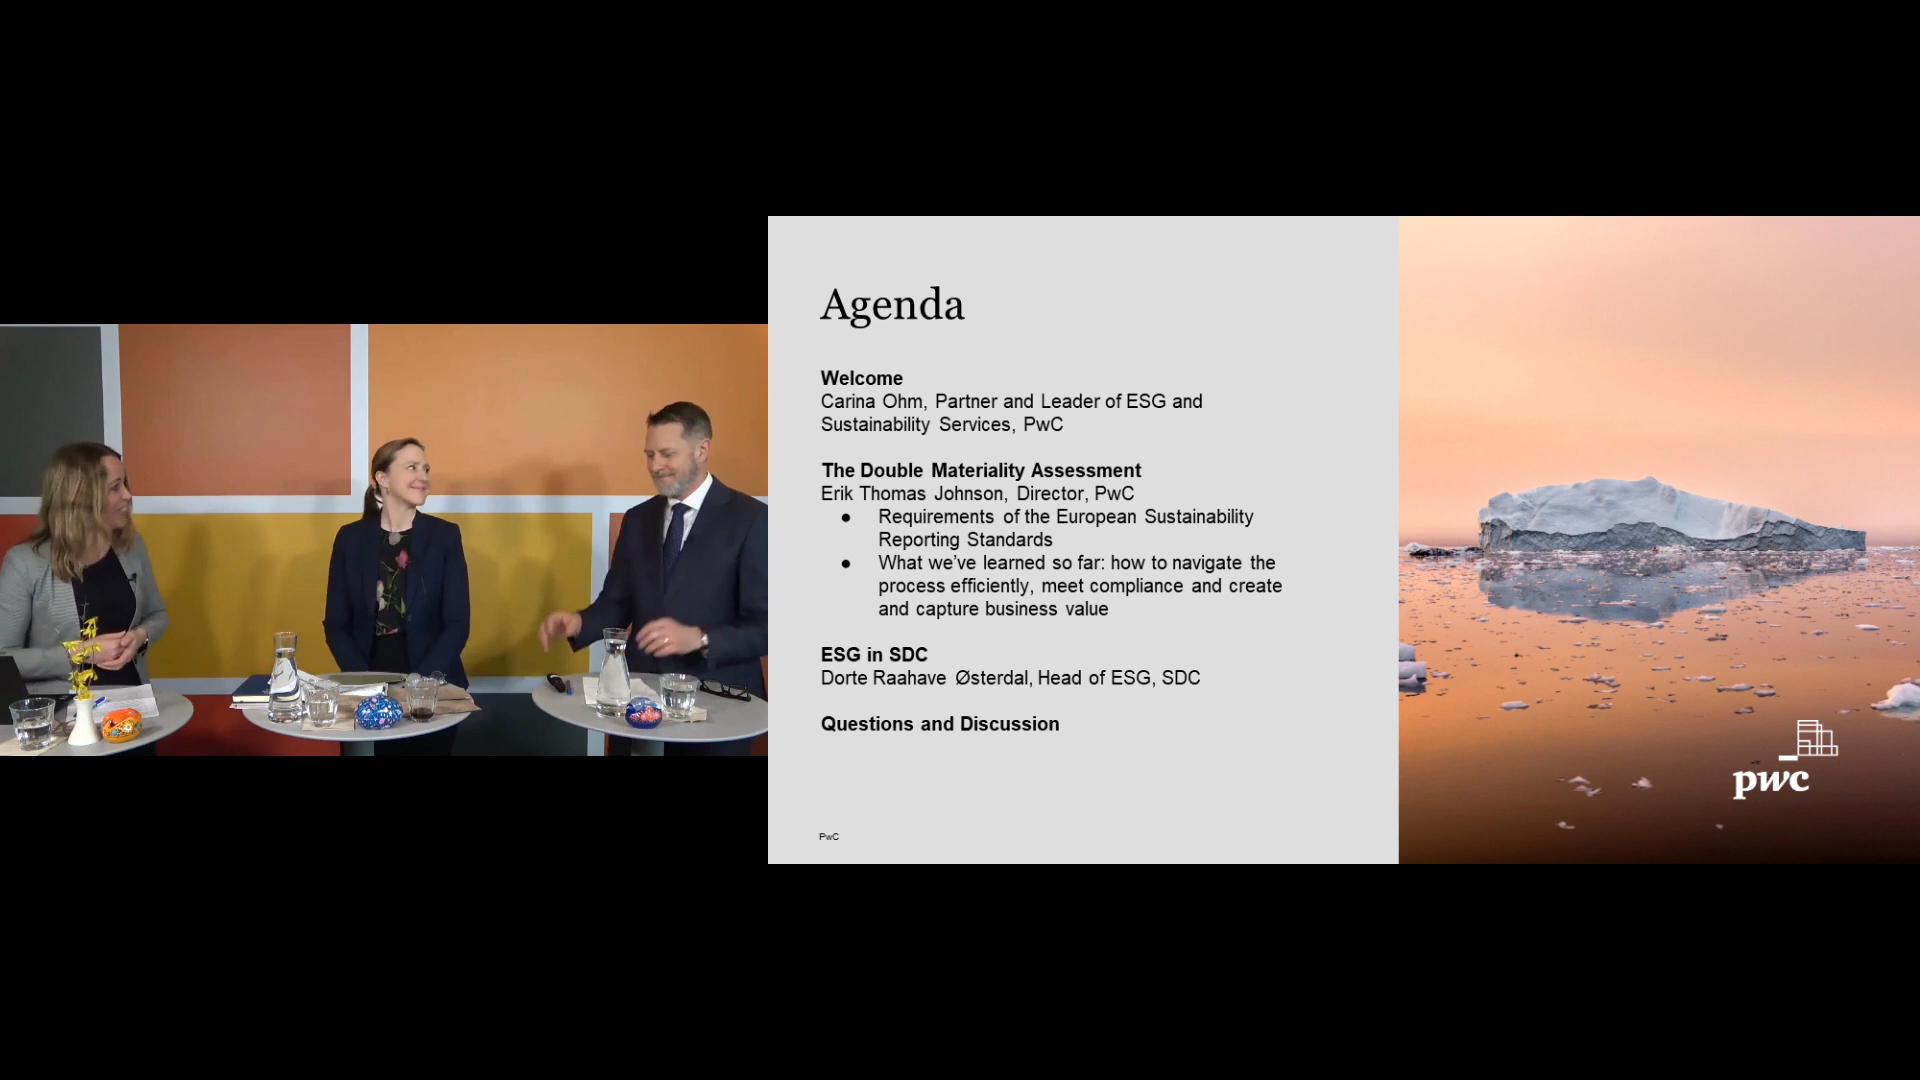 Agenda
Welcome
Carina Ohm, Partner and Leader of ESG and
Sustainability Services, PwC
The Double Materiality Assessment
Erik Thomas Johnson, Director, PwC
● Requirements of the European Sustainability
Reporting Standards
● What we've learned so far: how to navigate the
process efficiently, meet compliance and create
and capture business value
ESG in SDC
Dorte Raahave Østerdal, Head of ESG, SDC
Questions and Discussion
PwC
pwc